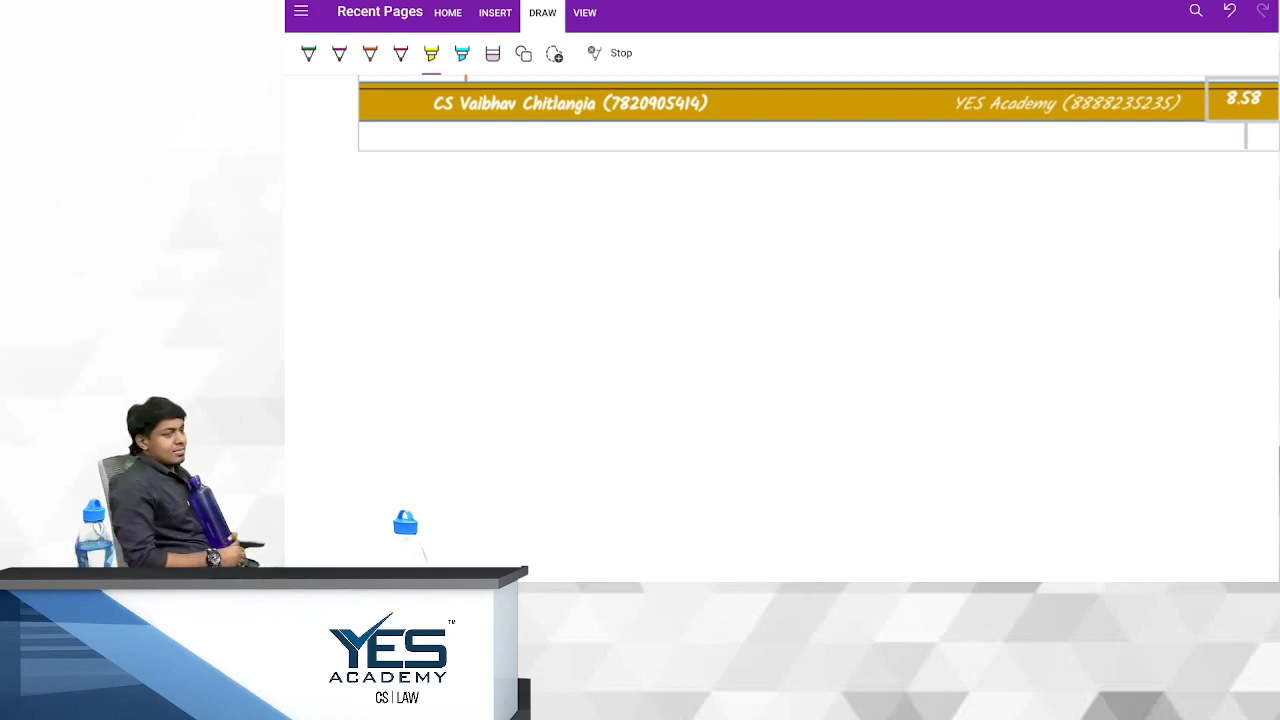 Recent Pages HOME INSERT DRAW VIEW
Stop
CS Vaibhav Chitlangia (7820905414) YES Academy (8888235235) 8.58
YES™
ACADEMY
CS | LAW